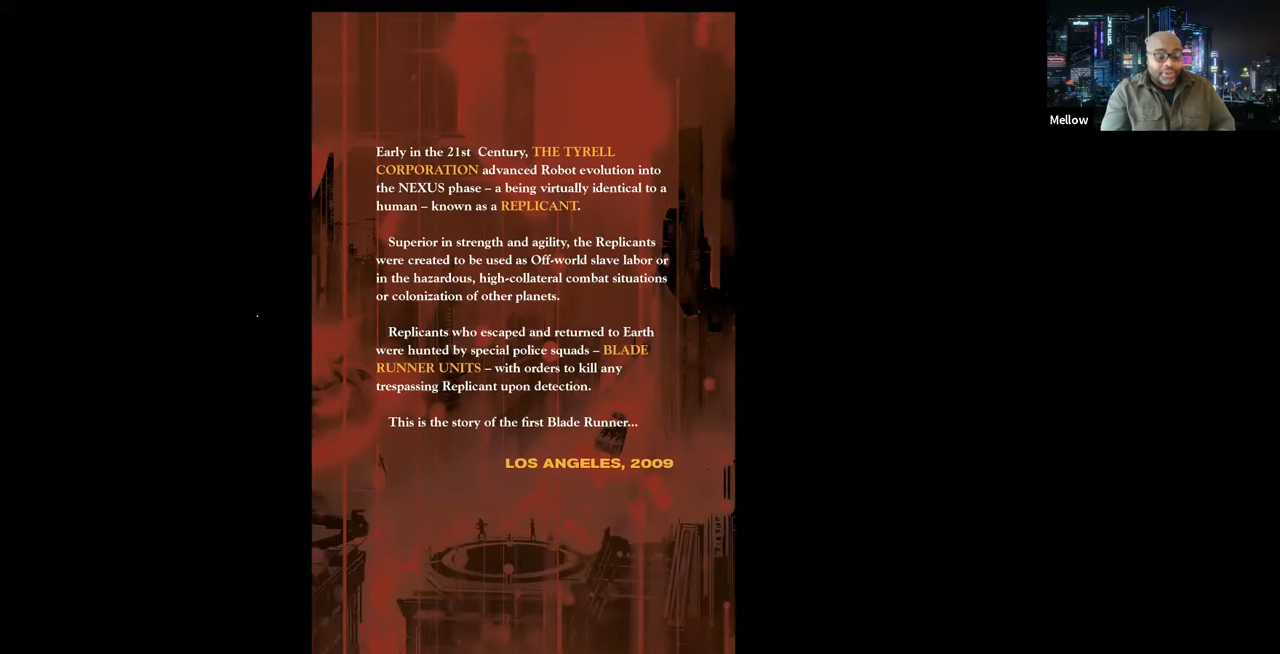 Early in the 21st Century, THE TYRELL
CORPORATION advanced Robot evolution into
the NEXUS phase – a being virtually identical to a
human – known as a REPLICANT.
Superior in strength and agility, the Replicants
were created to be used as Off-world slave labor or
in the hazardous, high-collateral combat situations
or colonization of other planets.
Replicants who escaped and returned to Earth
were hunted by special police squads – BLADE
RUNNER UNITS – with orders to kill any
trespassing Replicant upon detection.
This is the story of the first Blade Runner...
LOS ANGELES, 2009
Mellow